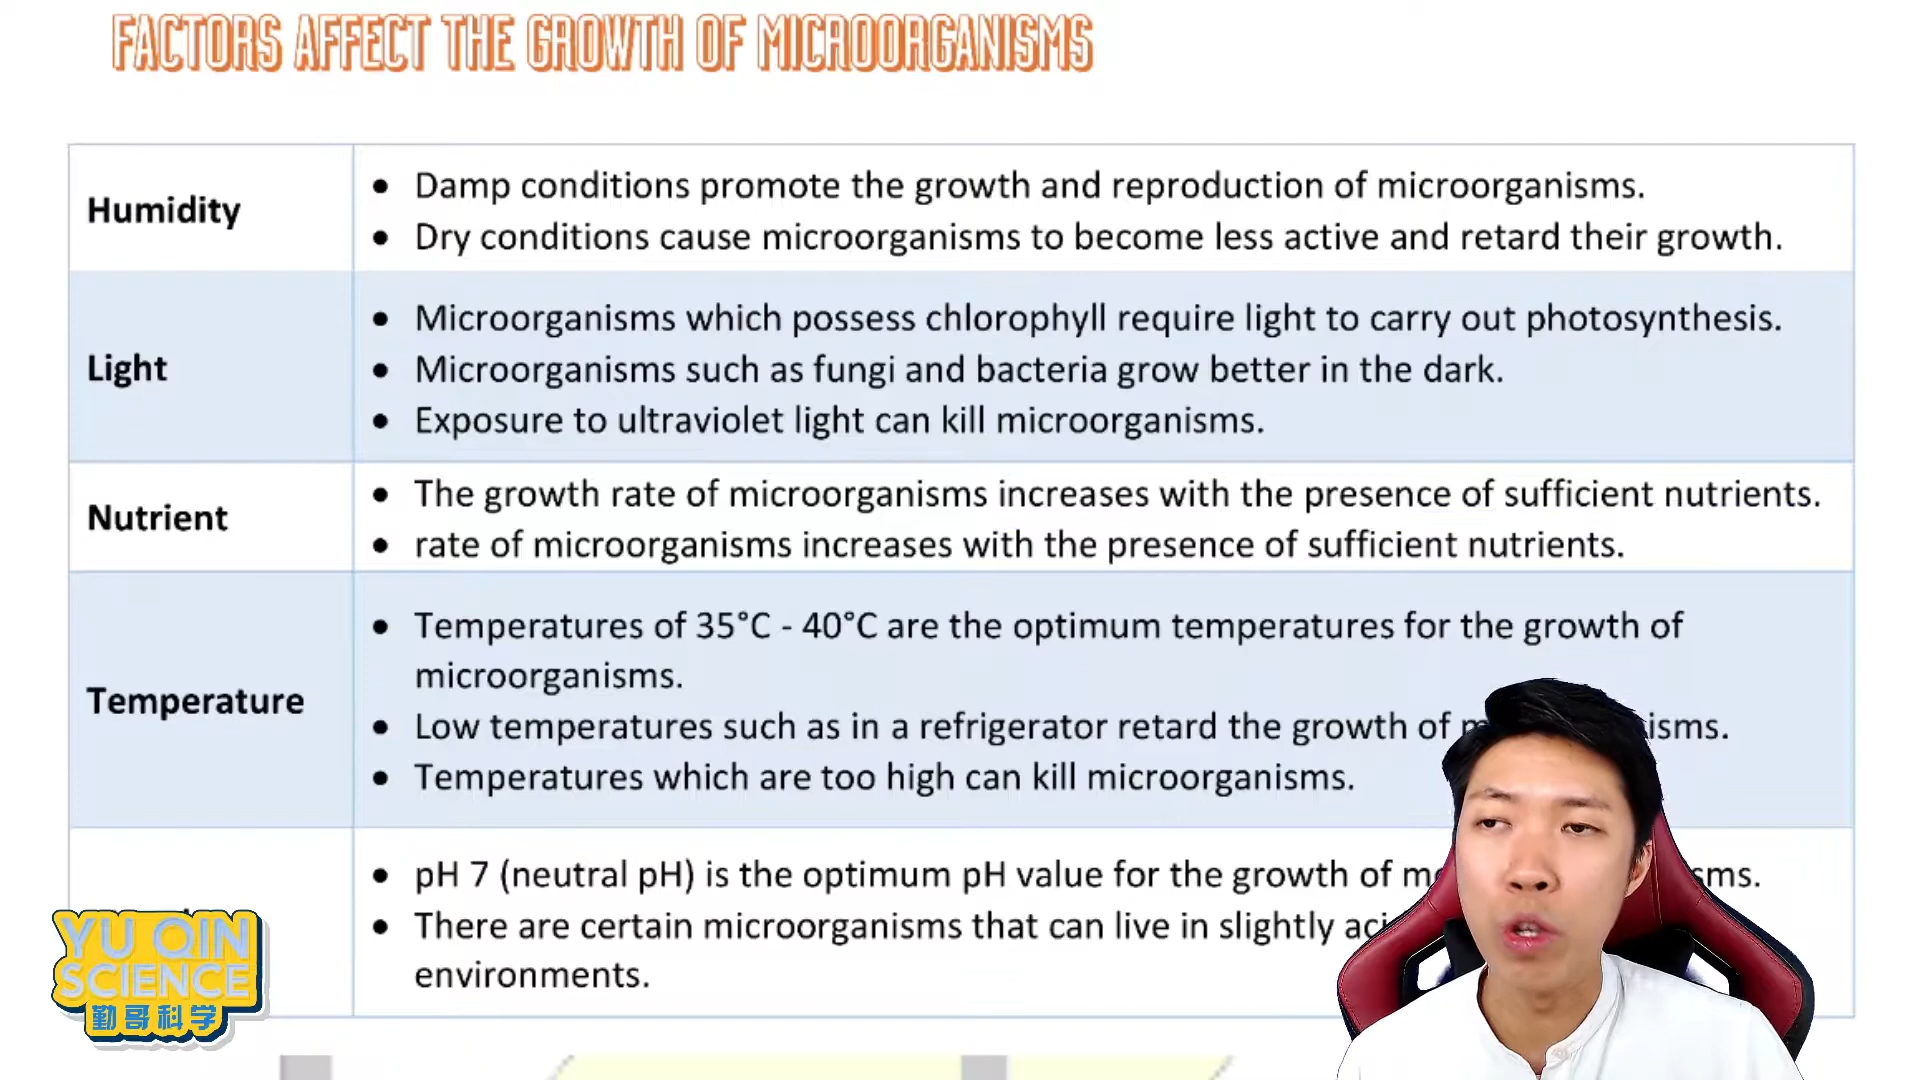 FACTORS AFFECT THE GROWTH OF MICROORGANISMS
Humidity
• Damp conditions promote the growth and reproduction of microorganisms.
• Dry conditions cause microorganisms to become less active and retard their growth.
Light
• Microorganisms which possess chlorophyll require light to carry out photosynthesis.
• Microorganisms such as fungi and bacteria grow better in the dark.
• Exposure to ultraviolet light can kill microorganisms.
Nutrient
• The growth rate of microorganisms increases with the presence of sufficient nutrients.
• rate of microorganisms increases with the presence of sufficient nutrients.
Temperature
• Temperatures of 35°C - 40°C are the optimum temperatures for the growth of
microorganisms.
• Low temperatures such as in a refrigerator retard the growth of
• Temperatures which are too high can kill microorganisms.
• pH 7 (neutral pH) is the optimum pH value for the growth of
• There are certain microorganisms that can live in slightly
environments.
YU QIN
SCIENCE
勤哥科学